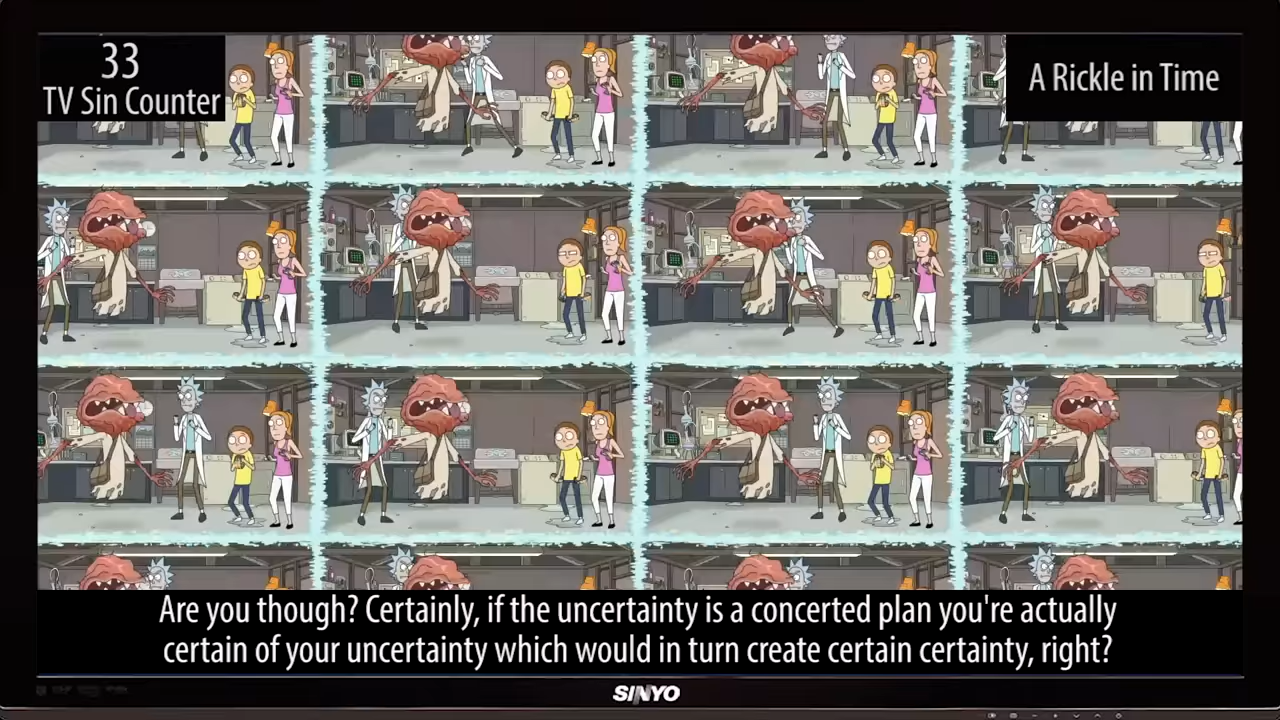 33
TV Sin Counter
A Rickle in Time
Are you though? Certainly, if the uncertainty is a concerted plan you're actually
certain of your uncertainty which would in turn create certain certainty, right?
SINYO